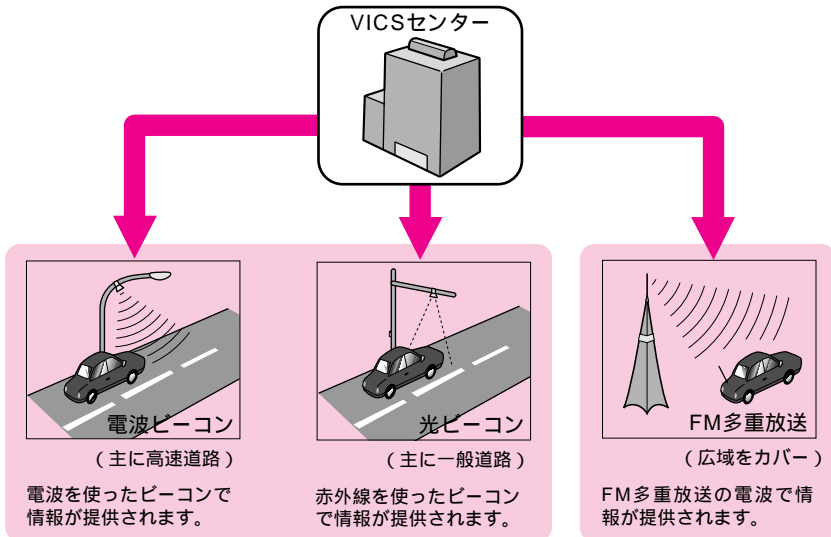 VICSセンター
電波ビーコン
（主に高速道路）
電波を使ったビーコンで
情報が提供されます。
光ビーコン
（主に一般道路）
赤外線を使ったビーコン
で情報が提供されます。
FM多重放送
（広域をカバー）
FM多重放送の電波で情
報が提供されます。